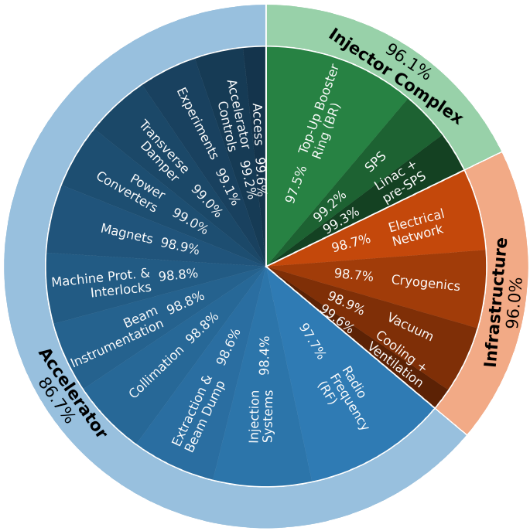 96.1%
Injector Complex
Top-Up Booster
Ring (BR)
97.5%
SPS
99.2%
Linac +
pre-SPS
99.3%
Infrastructure
96.0%
Electrical
Network
98.7%
Cryogenics
98.7%
Vacuum
98.9%
Cooling +
Ventilation
99.6%
Accelerator
86.7%
Radio
Frequency
(RF)
97.7%
Injection
Systems
98.4%
Extraction &
Beam Dump
98.6%
Collimation
98.8%
Beam
Instrumentation
98.8%
Machine Prot. &
Interlocks
98.8%
Magnets
98.9%
Power
Converters
99.0%
Transverse
Damper
99.0%
Experiments
99.1%
Accelerator
Controls
99.2%
Access
99.6%